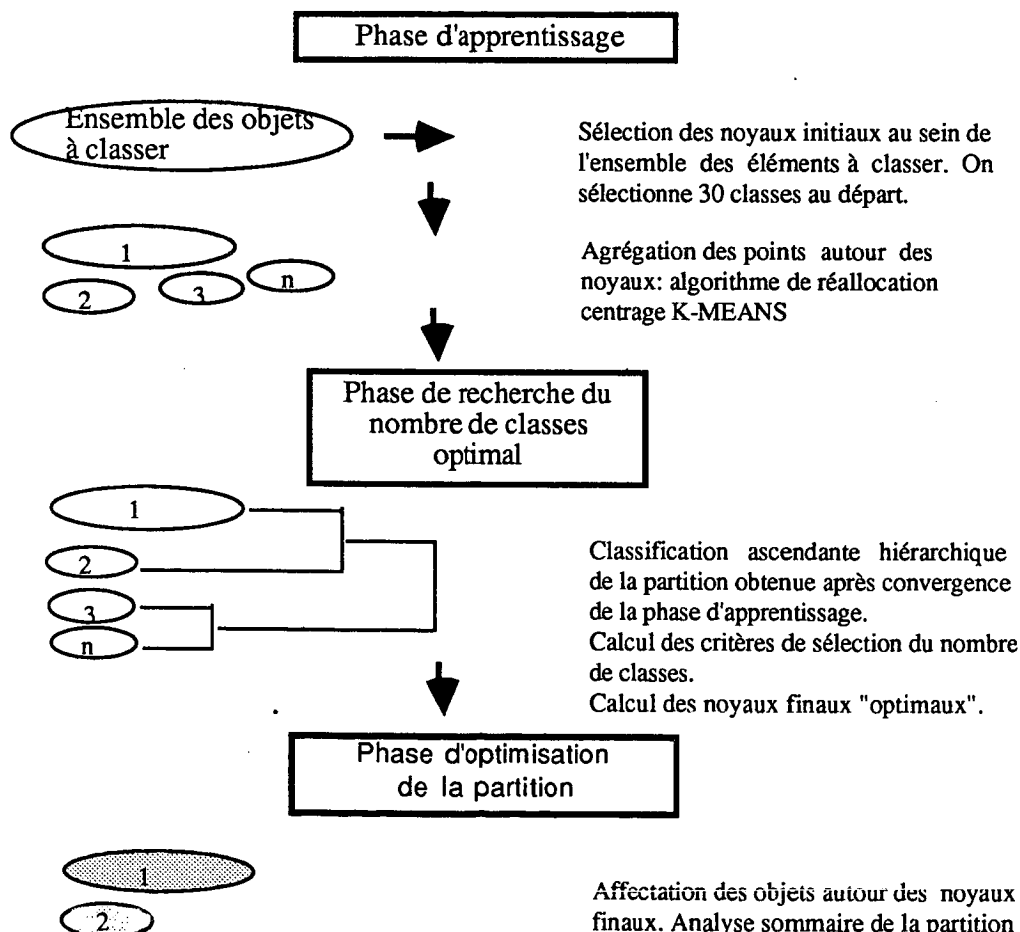 Phase d'apprentissage
Ensemble des objets
à classer
Sélection des noyaux initiaux au sein de
l'ensemble des éléments à classer. On
sélectionne 30 classes au départ.
1
2
3
n
Agrégation des points autour des
noyaux: algorithme de réallocation
centrage K-MEANS
Phase de recherche du
nombre de classes
optimal
1
2
3
n
Classification ascendante hiérarchique
de la partition obtenue après convergence
de la phase d'apprentissage.
Calcul des critères de sélection du nombre
de classes.
Calcul des noyaux finaux "optimaux".
Phase d'optimisation
de la partition
1
2
Affectation des objets autour des noyaux
finaux. Analyse sommaire de la partition